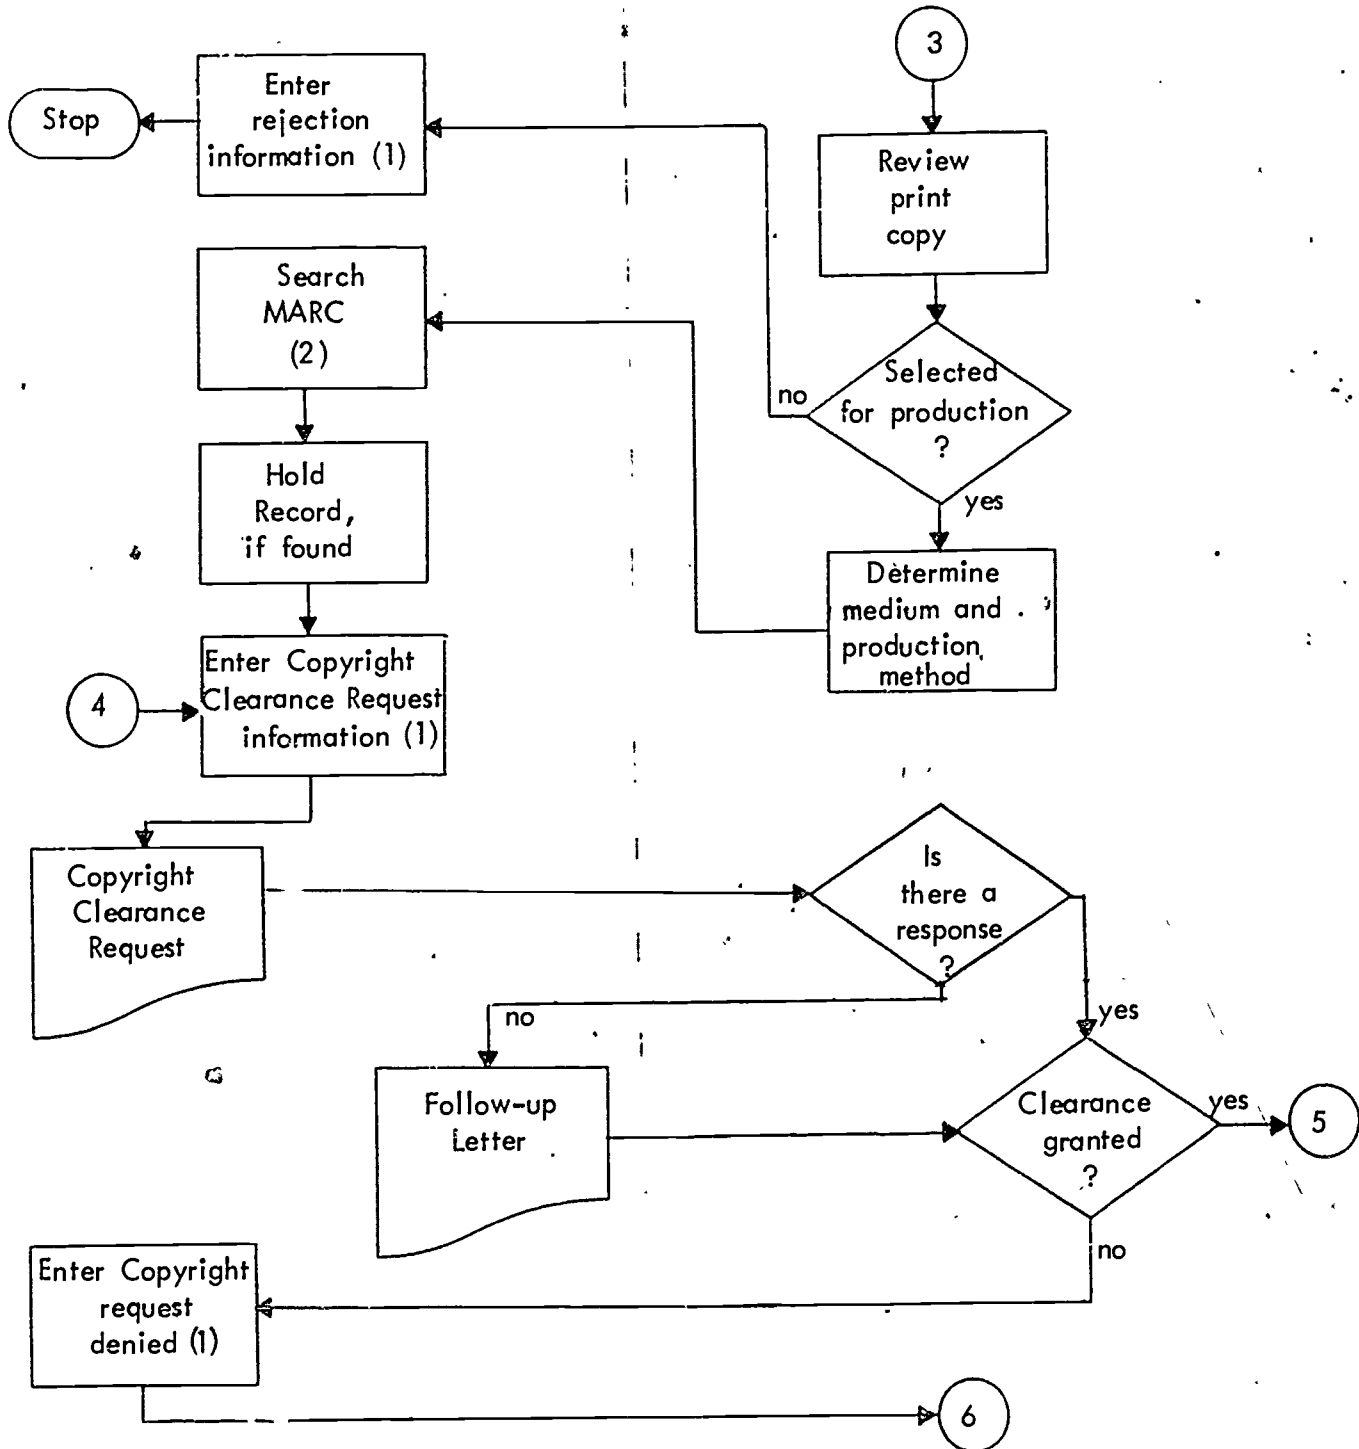 3
Stop
Enter
rejection
information (1)
Review
print
copy
Search
MARC
(2)
Selected
for production
?
no
yes
Hold
Record,
if found
Determine
medium and
production
method
Enter Copyright
Clearance Request
information (1)
4
Copyright
Clearance
Request
Is
there a
response
?
no
yes
Follow-up
Letter
Clearance
granted
?
yes
5
no
Enter Copyright
request
denied (1)
6